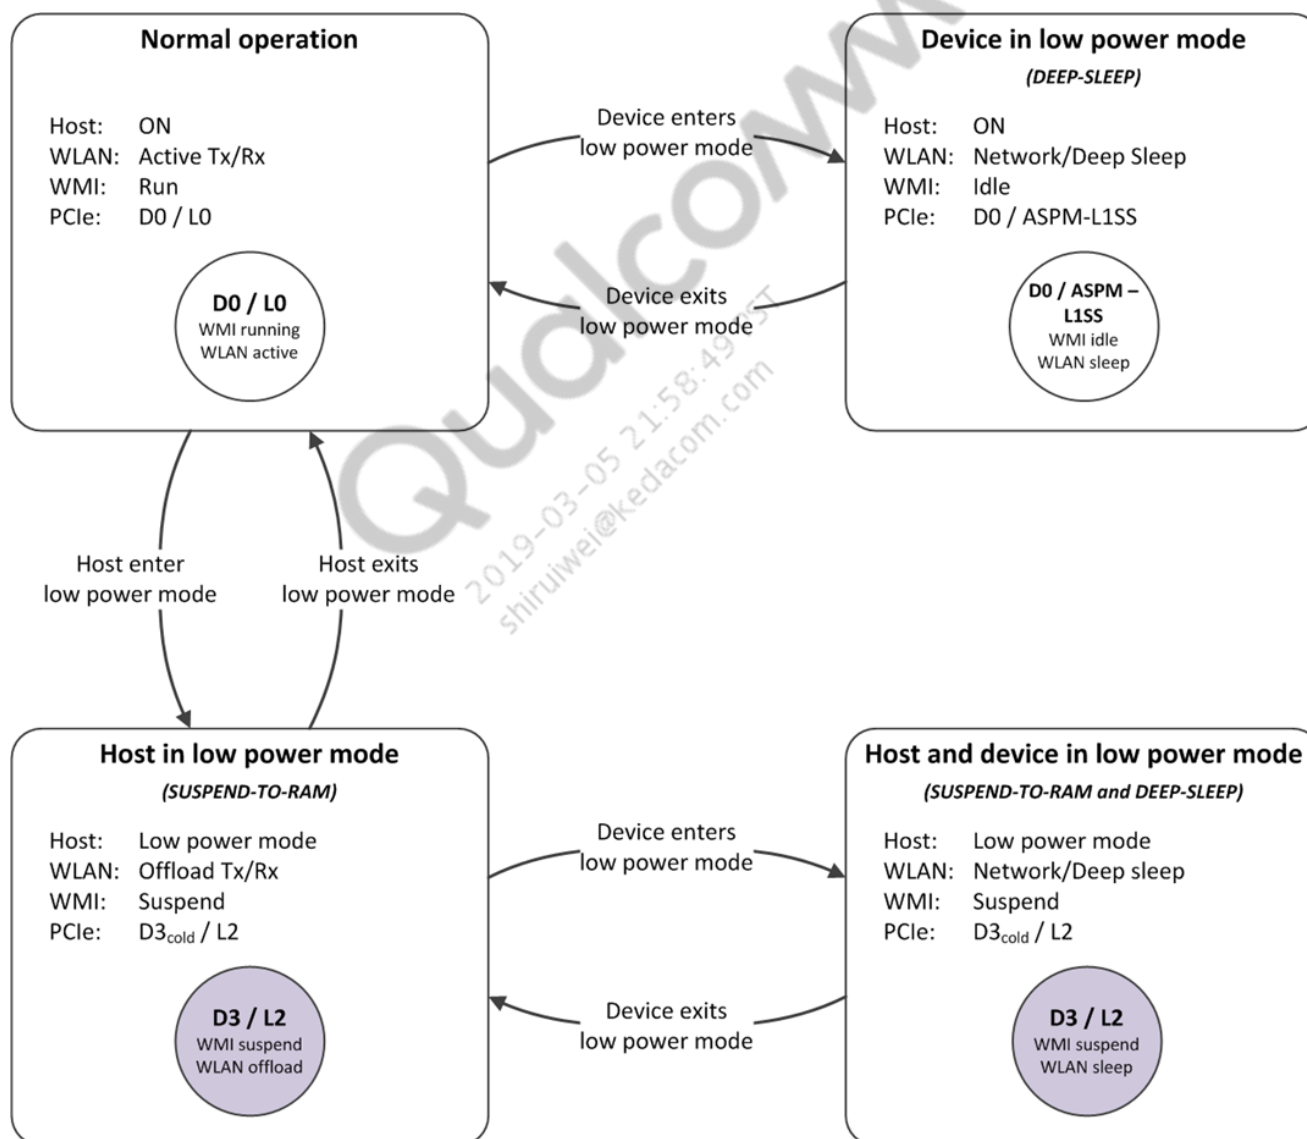 Normal operation
Host: ON
WLAN: Active Tx/Rx
WMI: Run
PCIe: D0 / L0
D0 / L0
WMI running
WLAN active
Device enters
low power mode
Device exits
low power mode
Device in low power mode
(DEEP-SLEEP)
Host: ON
WLAN: Network/Deep Sleep
WMI: Idle
PCIe: D0 / ASPM-L1SS
D0 / ASPM –
L1SS
WMI idle
WLAN sleep
Qualcomm
2019-03-05 21:58:49 PST
shiruiwei@kedacom.com
Host enter
low power mode
Host exits
low power mode
Host in low power mode
(SUSPEND-TO-RAM)
Host: Low power mode
WLAN: Offload Tx/Rx
WMI: Suspend
PCIe: D3cold / L2
D3 / L2
WMI suspend
WLAN offload
Device enters
low power mode
Device exits
low power mode
Host and device in low power mode
(SUSPEND-TO-RAM and DEEP-SLEEP)
Host: Low power mode
WLAN: Network/Deep sleep
WMI: Suspend
PCIe: D3cold / L2
D3 / L2
WMI suspend
WLAN sleep